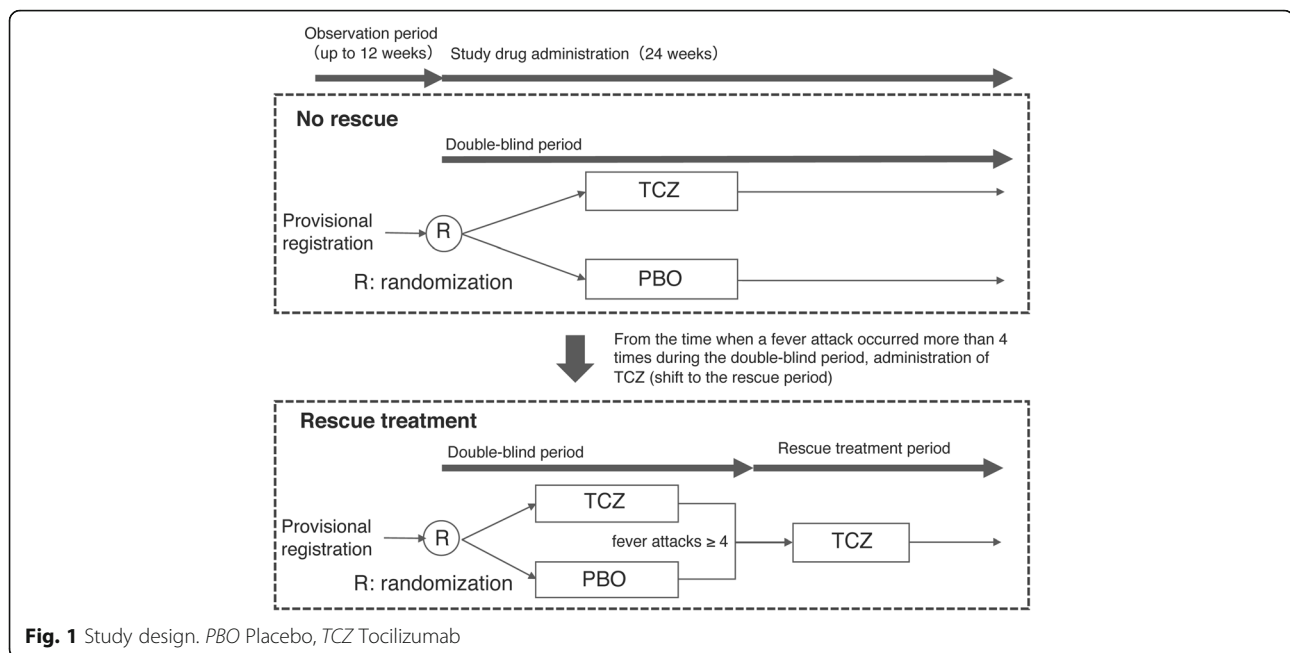 Observation period
(up to 12 weeks)
Study drug administration (24 weeks)
No rescue
Double-blind period
TCZ
Provisional
registration
R
R: randomization
PBO
From the time when a fever attack occurred more than 4
times during the double-blind period, administration of
TCZ (shift to the rescue period)
Rescue treatment
Double-blind period
Rescue treatment period
TCZ
Provisional
registration
R
fever attacks ≥ 4
TCZ
R: randomization
PBO
Fig. 1 Study design. PBO Placebo, TCZ Tocilizumab